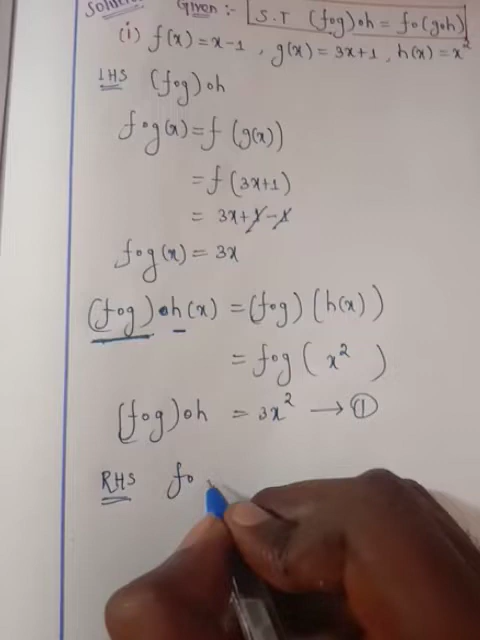 Solution Given :- S.T (fog)oh = fo(goh)
(i) f(x) = x-1 , g(x) = 3x+1 , h(x) = x²
LHS (fog)oh
fog(x) = f(g(x))
= f(3x+1)
= 3x+1-1
fog(x) = 3x
(fog)oh(x) = (fog)(h(x))
= fog( x² )
(fog)oh = 3x² → ①
RHS fo